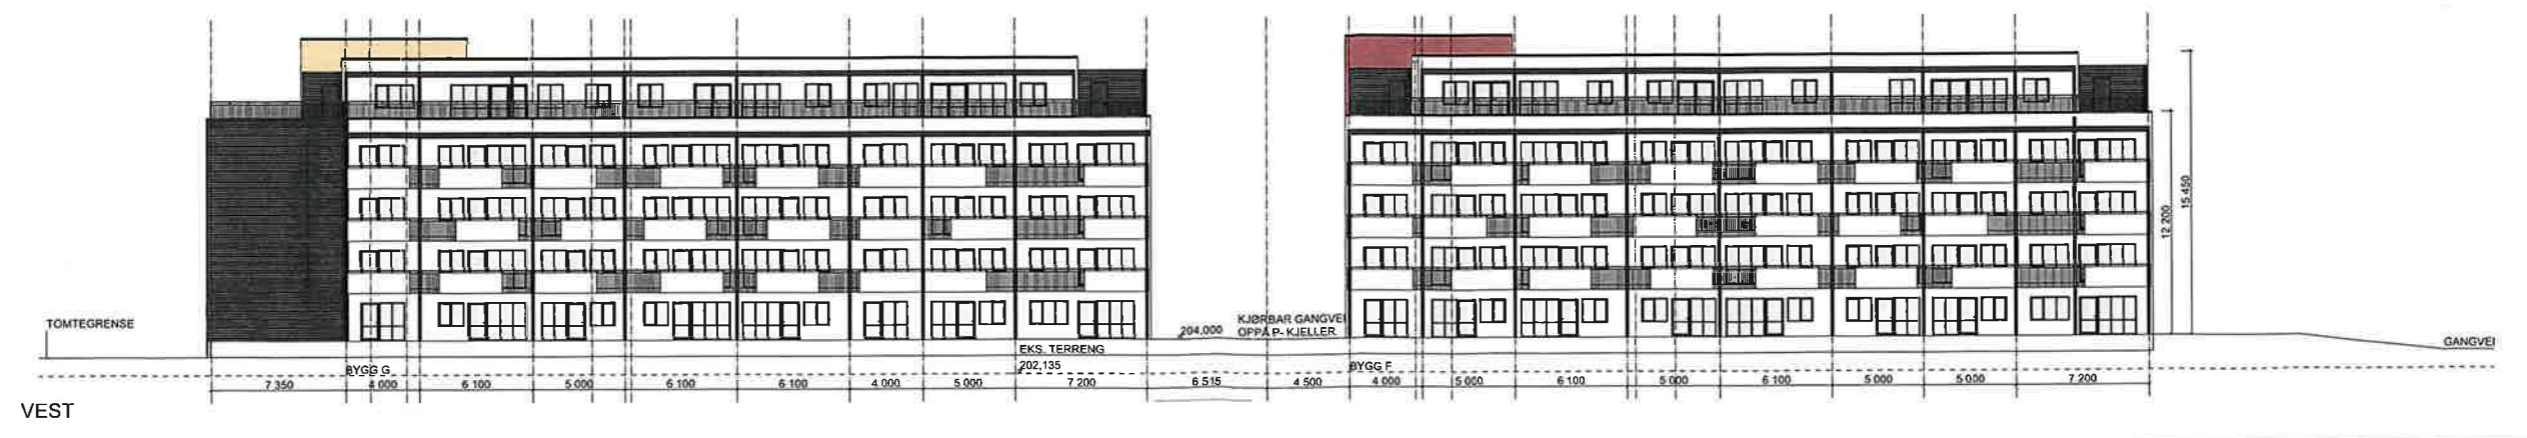 TOMTEGRENSE
204,000
KJØRBAR GANGVEI
OPPÅ P- KJELLER
12 200
15 450
GANGVEI
EKS. TERRENG
202,135
BYGG G
BYGG F
7 350
4 000
6 100
5 000
6 100
6 100
4 000
5 000
7 200
6 515
4 500
4 000
5 000
6 100
5 000
6 100
5 000
5 000
7 200
VEST